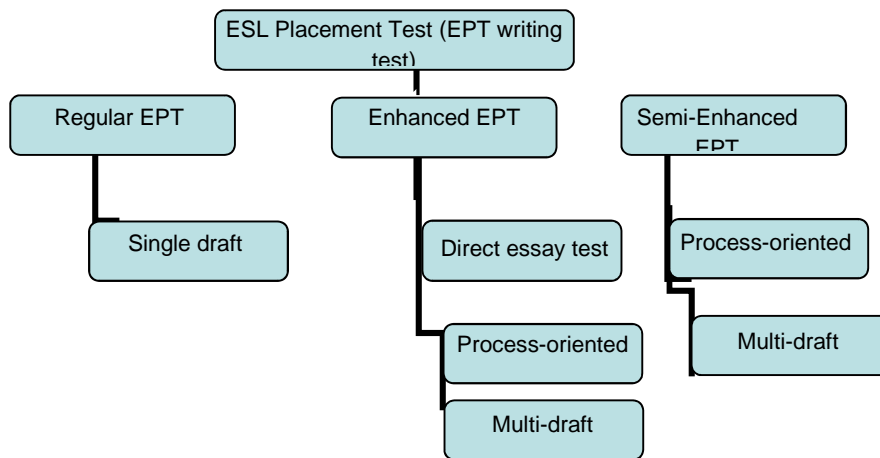 ESL Placement Test (EPT writing
test)
Regular EPT
Enhanced EPT
Semi-Enhanced
EPT
Single draft
Direct essay test
Process-oriented
Process-oriented
Multi-draft
Multi-draft